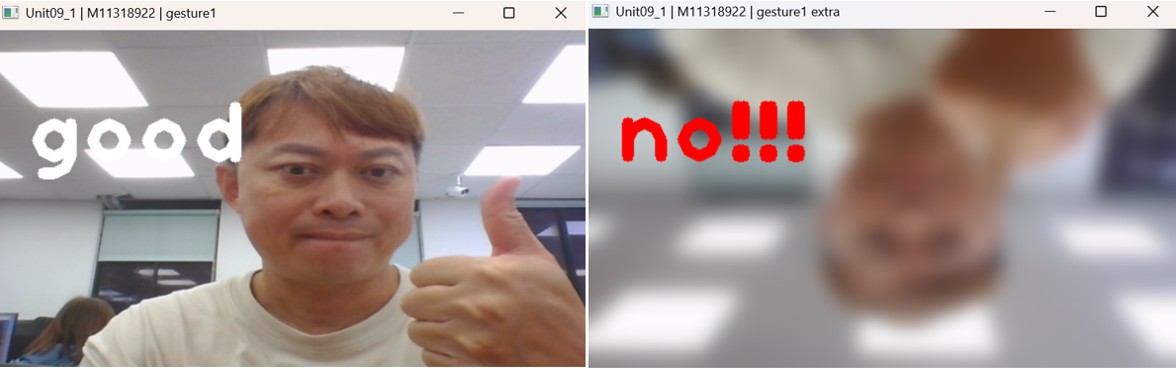 Unit09_1 | M11318922 | gesture1
good
Unit09_1 | M11318922 | gesture1 extra
no!!!